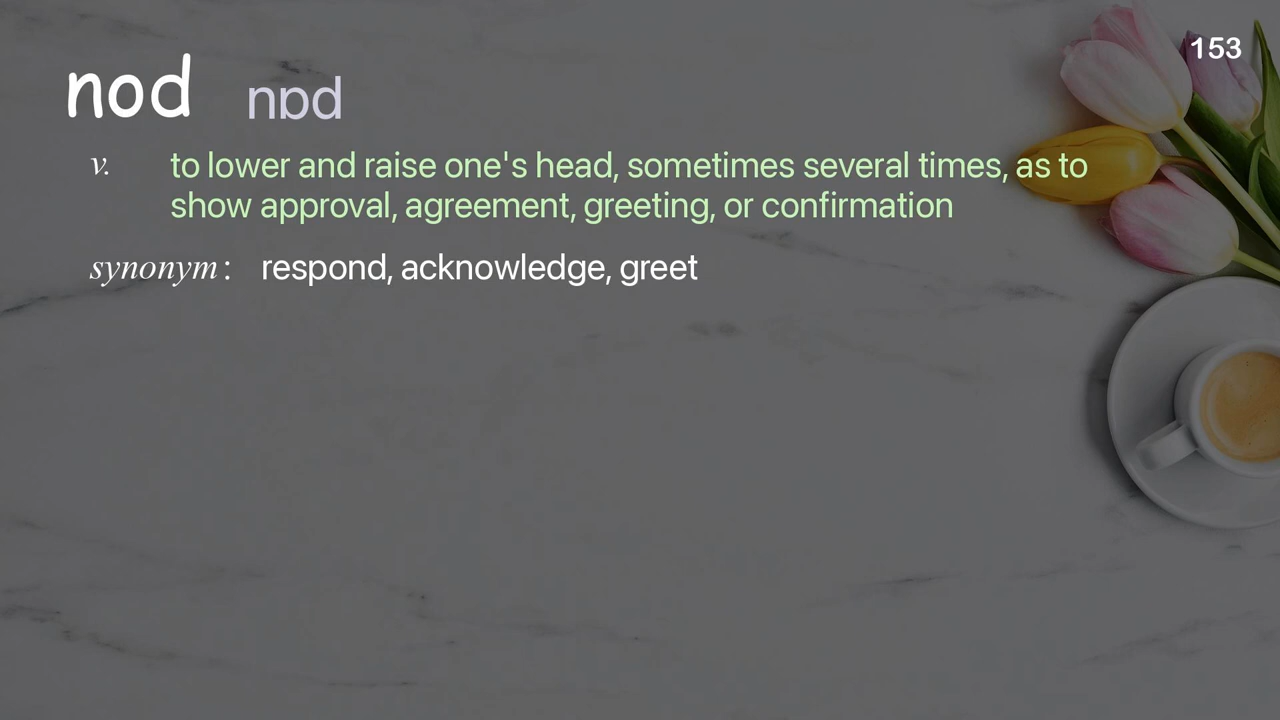 153
nod nɒd
v. to lower and raise one's head, sometimes several times, as to
show approval, agreement, greeting, or confirmation
synonym : respond, acknowledge, greet